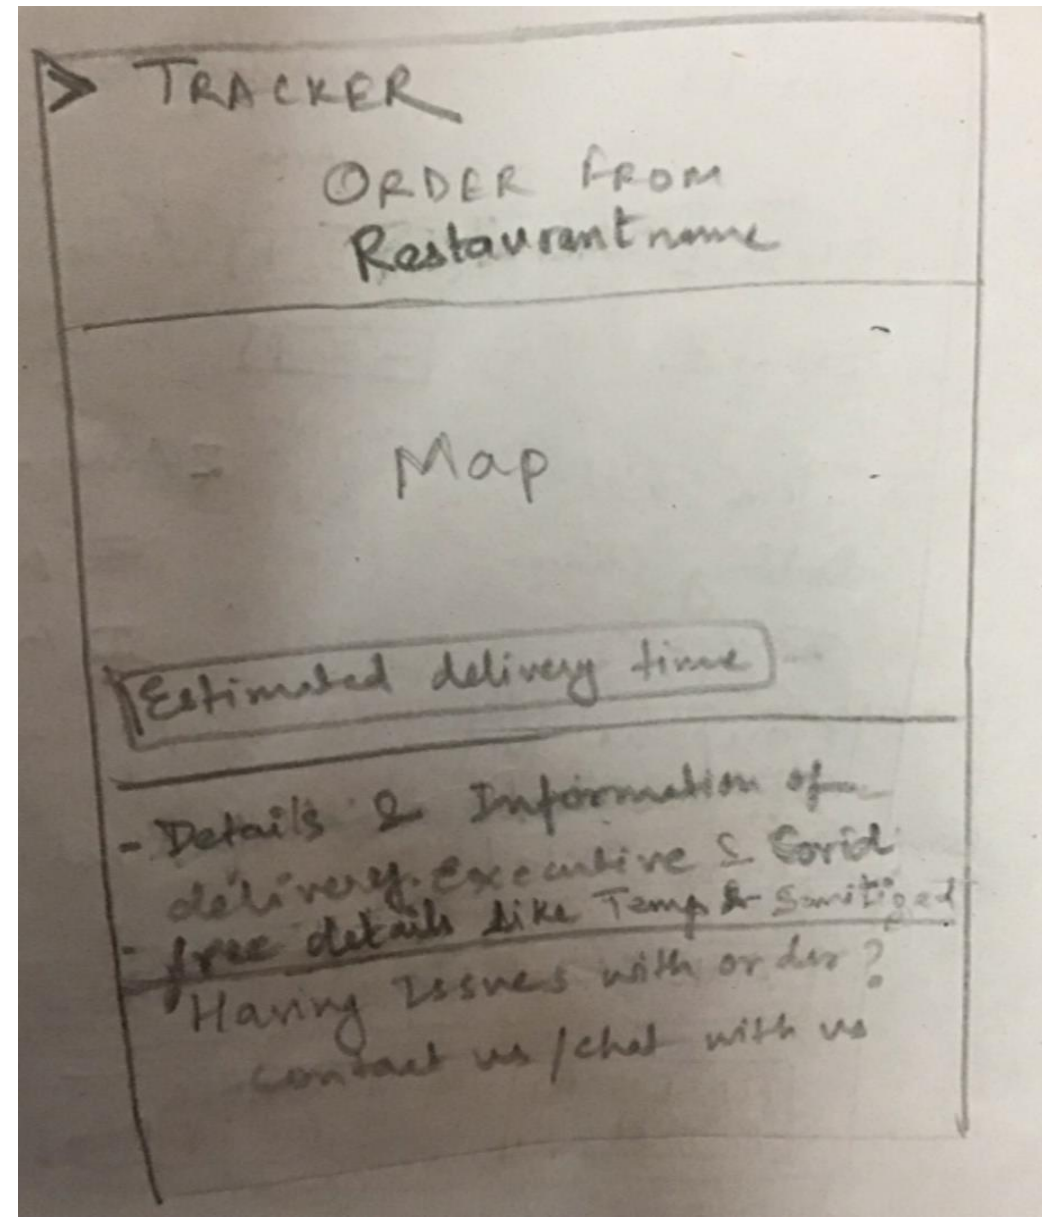 > TRACKER
ORDER FROM
Restaurant name
Map
Estimated delivery time
- Details & Information of
delivery executive & Covid
- free details like Temp & Sanitized
Having Issues with order?
contact us / chat with us